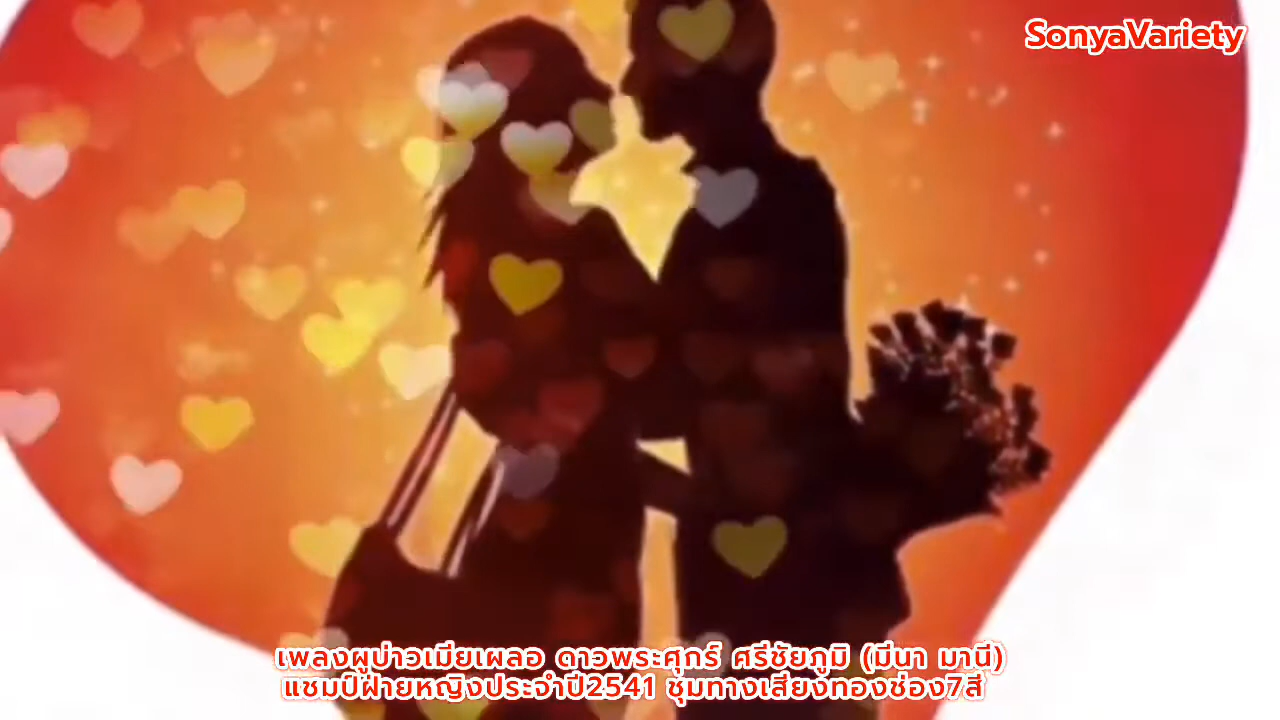 SonyaVariety
เพลงผู้บ่าวเมียเผลอ ดาวพระศุกร์ ศรีชัยภูมิ (มีนา มานี)
แชมป์ฝ่ายหญิงประจำปี2541 ชุมทางเสียงทองช่อง7สี